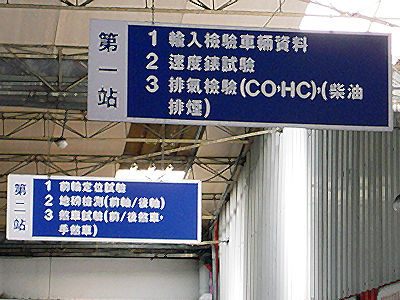 第一站
1 輸入檢驗車輛資料
2 速度錶試驗
3 排氣檢驗(CO,HC),(柴油
排煙)
第二站
1 前輪定位試驗
2 地磅檢測(前軸/後軸)
3 煞車試驗(前/後煞車,
手煞車)